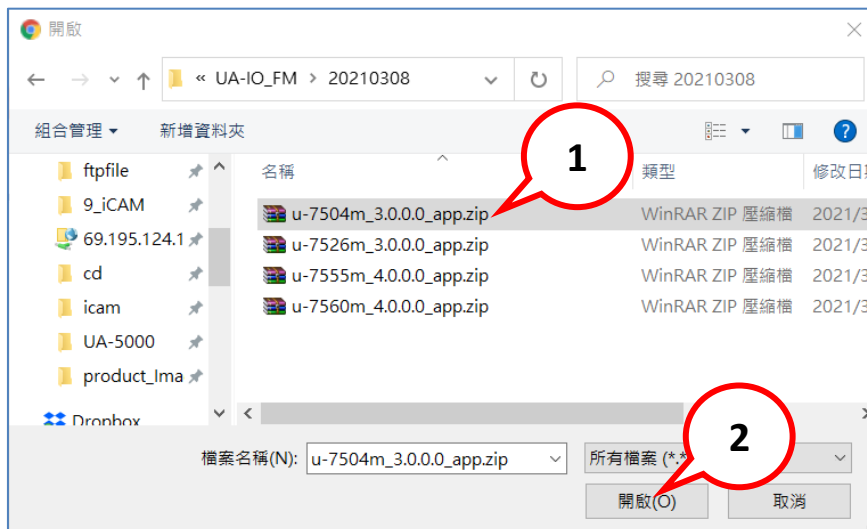 開啟
« UA-IO_FM > 20210308
搜尋 20210308
組合管理
新增資料夾
名稱
類型
修改日
ftpfile
9_iCAM
69.195.124.1
cd
icam
UA-5000
product_Ima
Dropbox
u-7504m_3.0.0.0_app.zip WinRAR ZIP 壓縮檔 2021/3
u-7526m_3.0.0.0_app.zip WinRAR ZIP 壓縮檔 2021/3
u-7555m_4.0.0.0_app.zip WinRAR ZIP 壓縮檔 2021/3
u-7560m_4.0.0.0_app.zip WinRAR ZIP 壓縮檔 2021/3
1
檔案名稱(N): u-7504m_3.0.0.0_app.zip
所有檔案 (*.*
2
開啟(O)
取消